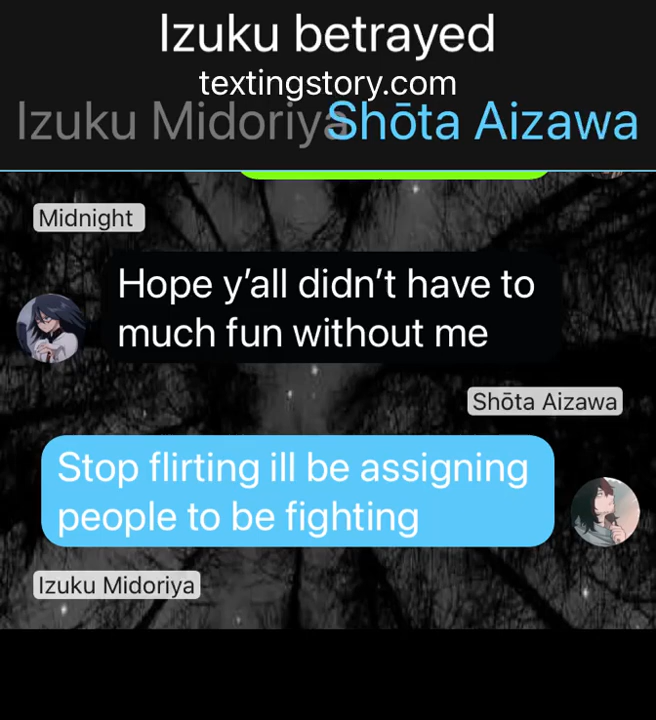 Izuku betrayed
textingstory.com
Izuku Midoriya Shōta Aizawa
Midnight
Hope y’all didn’t have to
much fun without me
Shōta Aizawa
Stop flirting ill be assigning
people to be fighting
Izuku Midoriya